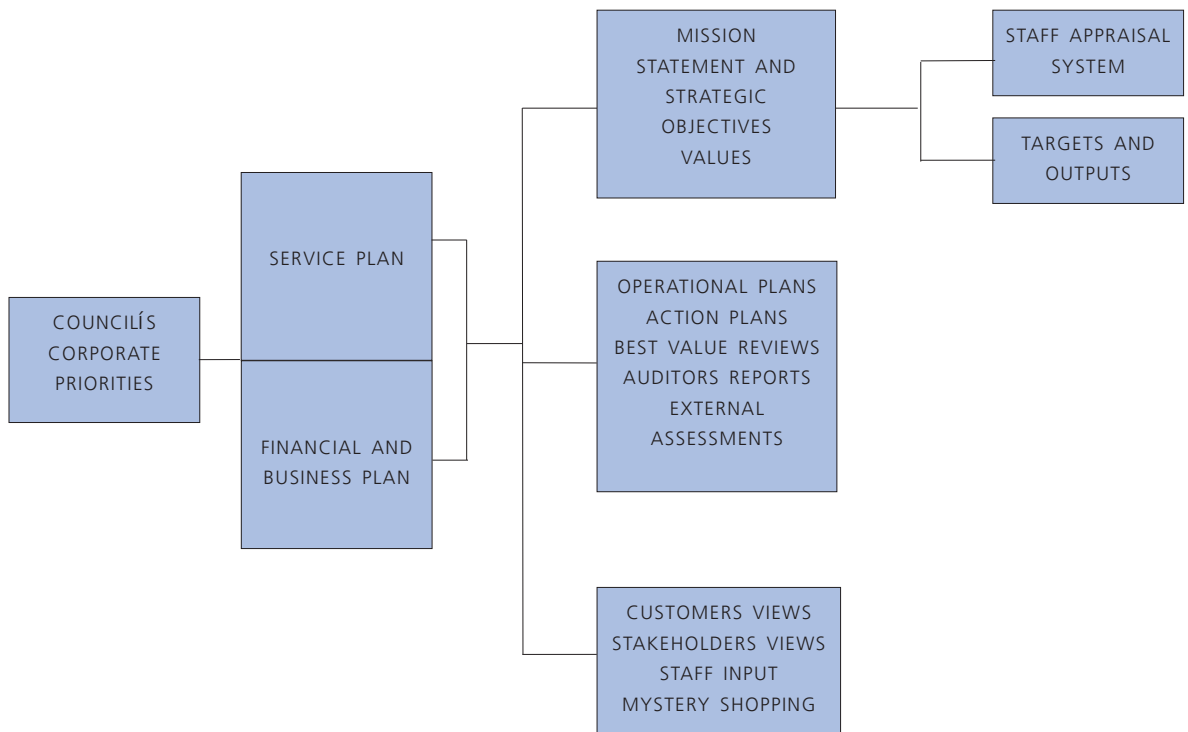 COUNCILÍS
CORPORATE
PRIORITIES
SERVICE PLAN
FINANCIAL AND
BUSINESS PLAN
MISSION
STATEMENT AND
STRATEGIC
OBJECTIVES
VALUES
OPERATIONAL PLANS
ACTION PLANS
BEST VALUE REVIEWS
AUDITORS REPORTS
EXTERNAL
ASSESSMENTS
CUSTOMERS VIEWS
STAKEHOLDERS VIEWS
STAFF INPUT
MYSTERY SHOPPING
STAFF APPRAISAL
SYSTEM
TARGETS AND
OUTPUTS